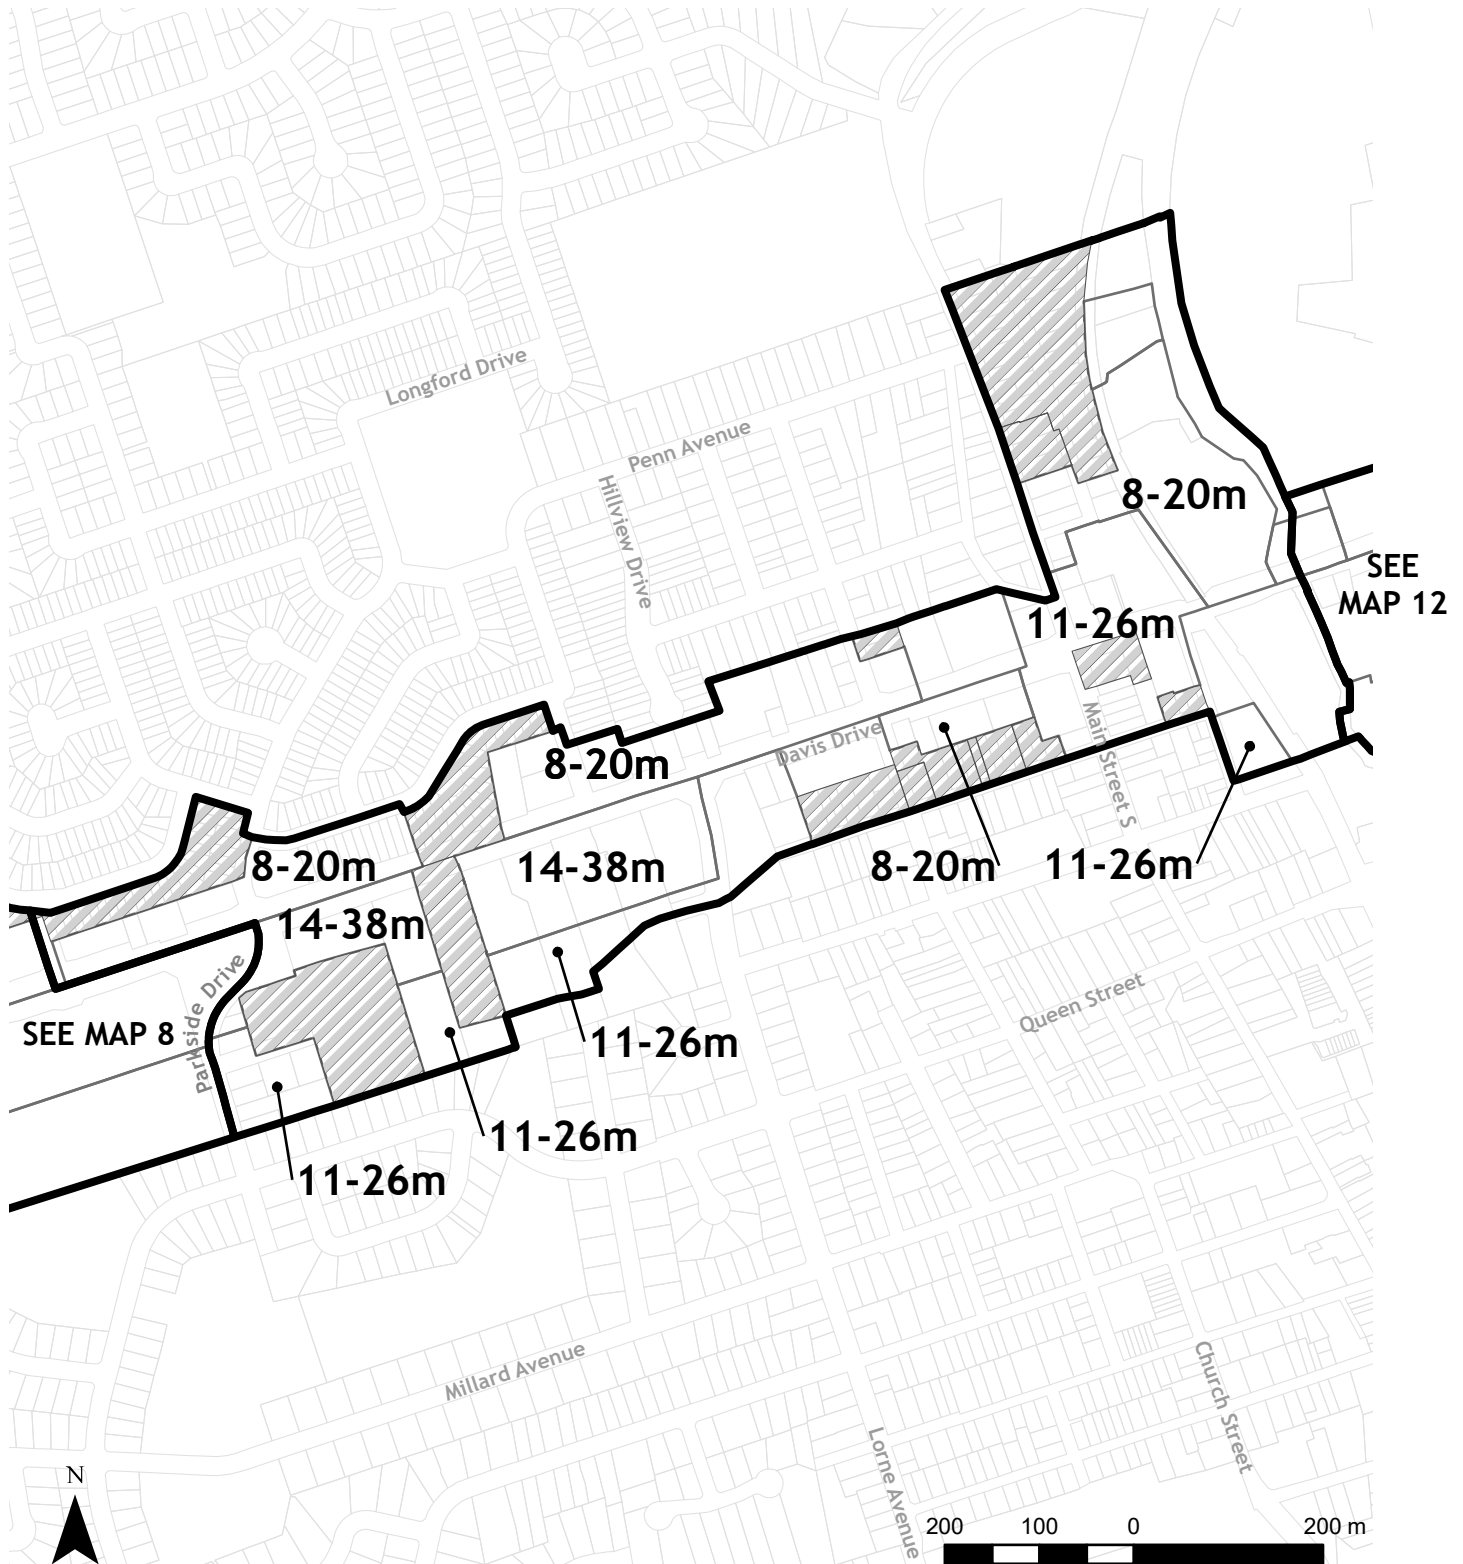 Longford Drive
Penn Avenue
Hillview Drive
8-20m
SEE
MAP 12
11-26m
Main Street S
Davis Drive
8-20m
8-20m
14-38m
8-20m
11-26m
14-38m
Parkside Drive
SEE MAP 8
Queen Street
11-26m
11-26m
11-26m
Millard Avenue
Church Street
Lorne Avenue
N
200 100 0 200 m